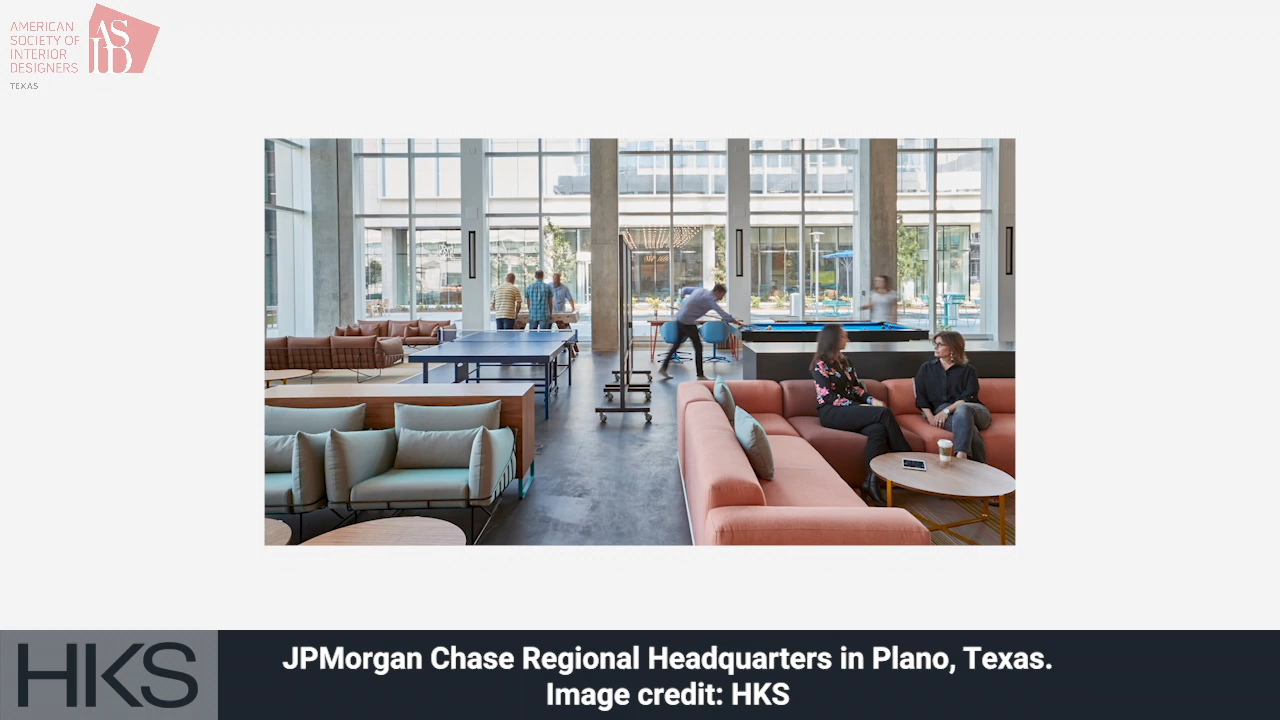 AMERICAN
SOCIETY OF
INTERIOR
DESIGNERS
ASID
TEXAS
HKS
JPMorgan Chase Regional Headquarters in Plano, Texas.
Image credit: HKS